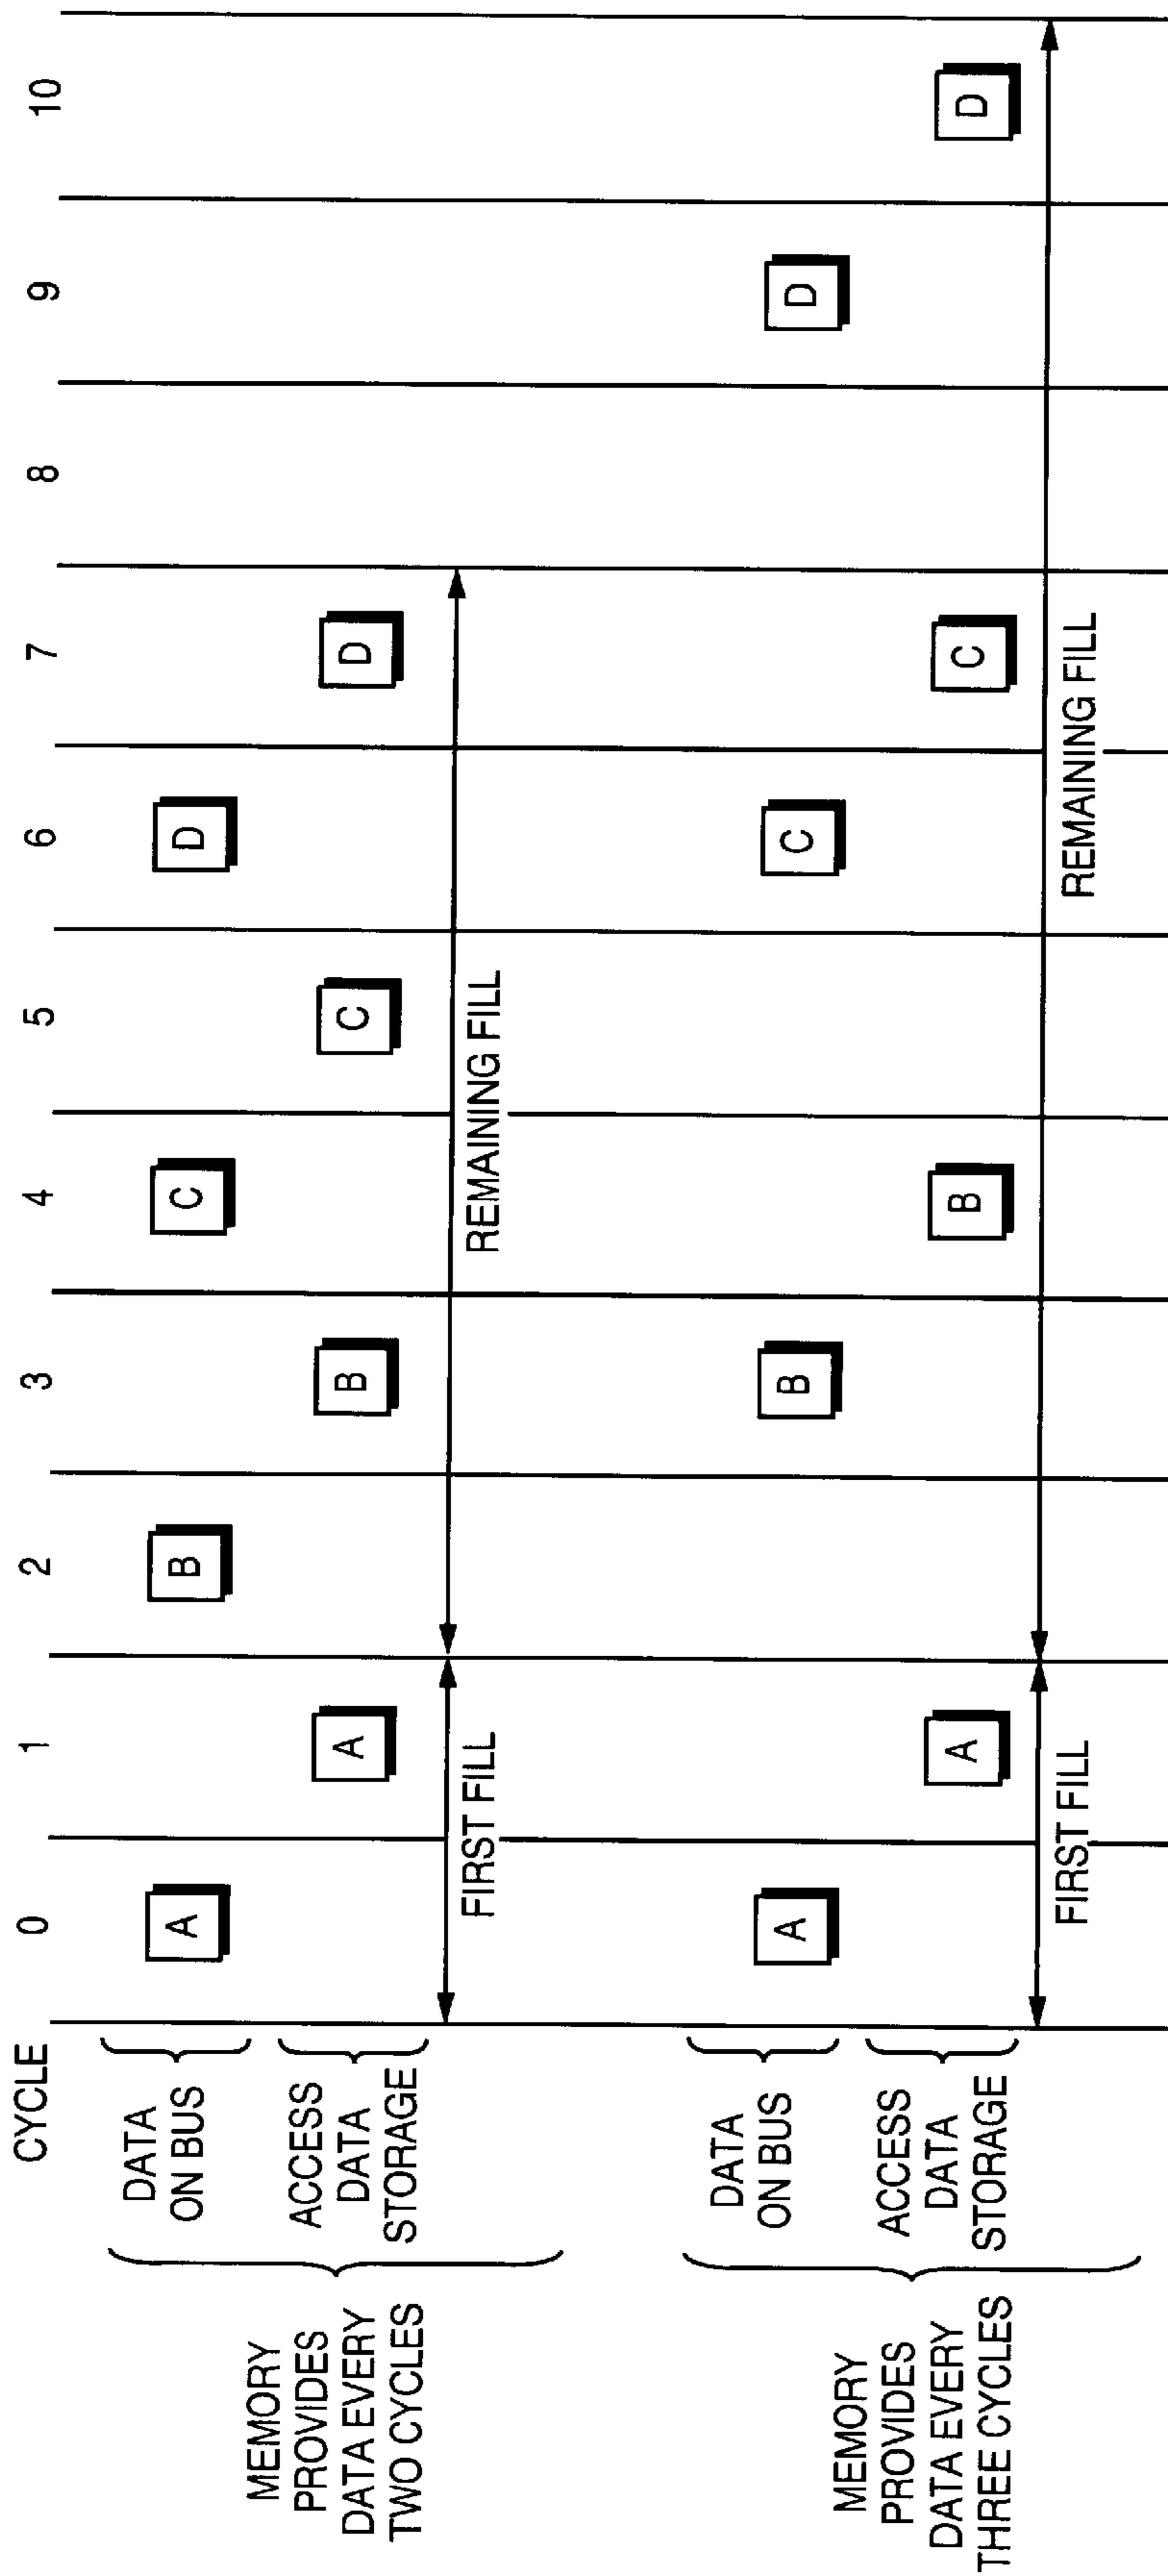 CYCLE 0 1 2 3 4 5 6 7 8 9 10
MEMORY
PROVIDES
DATA EVERY
TWO CYCLES
DATA
ON BUS
A B C D
ACCESS
DATA
STORAGE
A B C D
FIRST FILL
REMAINING FILL
MEMORY
PROVIDES
DATA EVERY
THREE CYCLES
DATA
ON BUS
A B C D
ACCESS
DATA
STORAGE
A B C D
FIRST FILL
REMAINING FILL